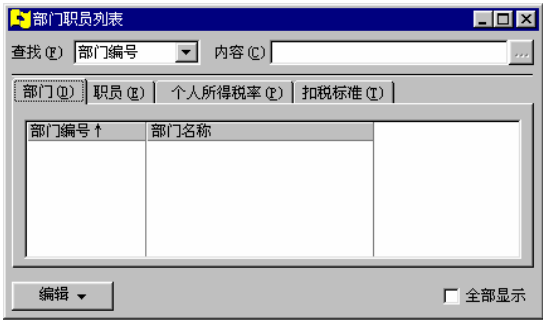 部门职员列表
查找(F) 部门编号 内容(C) ...
部门(D) 职员(E) 个人所得税率(P) 扣税标准(T)
部门编号↑ 部门名称
编辑 全部显示